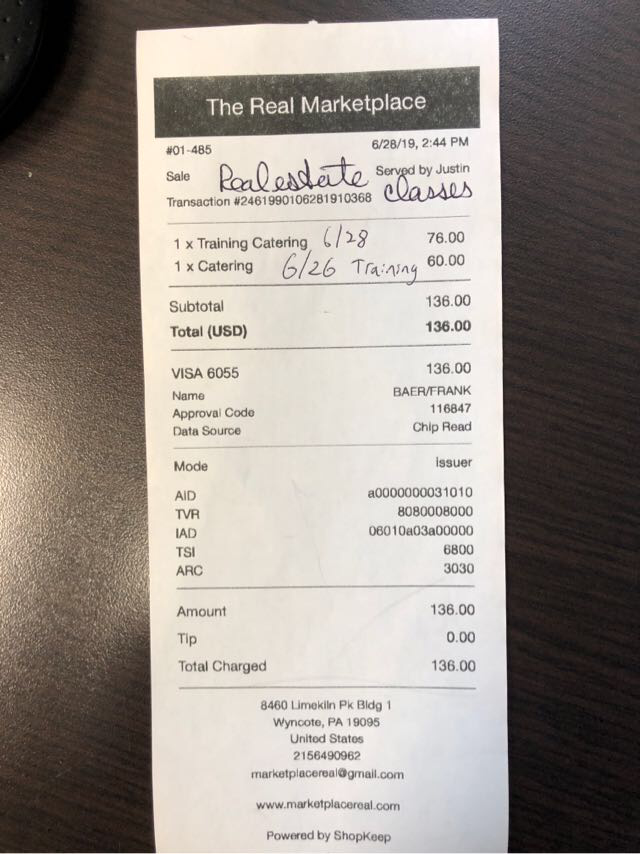 The Real Marketplace
#01-485 6/28/19, 2:44 PM
Sale Real estate Served by Justin
Transaction #2461990106281910368 classes
1 x Training Catering 6/28 76.00
1 x Catering 6/26 Training 60.00
Subtotal 136.00
Total (USD) 136.00
VISA 6055 136.00
Name BAER/FRANK
Approval Code 116847
Data Source Chip Read
Mode Issuer
AID a0000000031010
TVR 8080008000
IAD 06010a03a00000
TSI 6800
ARC 3030
Amount 136.00
Tip 0.00
Total Charged 136.00
8460 Limekiln Pk Bldg 1
Wyncote, PA 19095
United States
2156490962
marketplacereal@gmail.com
www.marketplacereal.com
Powered by ShopKeep